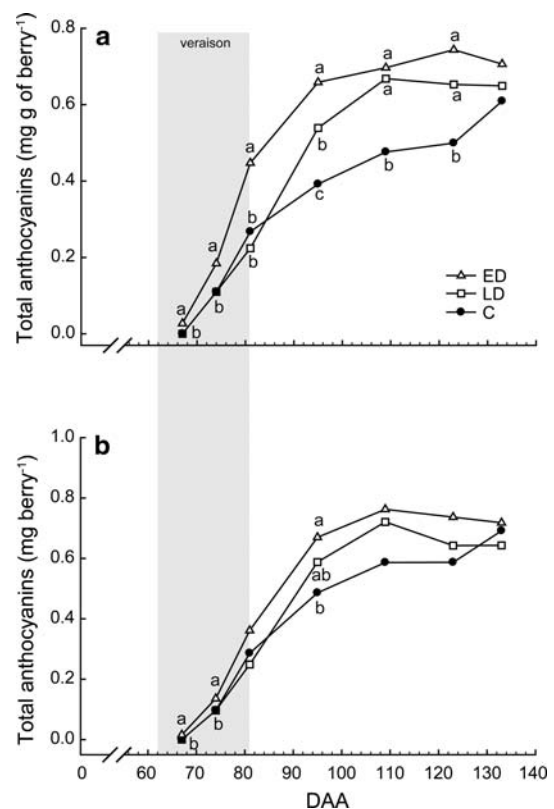 a
veraison
Total anthocyanins (mg g of berry⁻¹)
0.8
0.6
0.4
0.2
0.0
a a a a a a
a a
b b b b b b
c
b b
ED
LD
C
b
Total anthocyanins (mg berry⁻¹)
1.0
0.8
0.6
0.4
0.2
0.0
a a a
ab
b b b
0 60 70 80 90 100 110 120 130 140
DAA